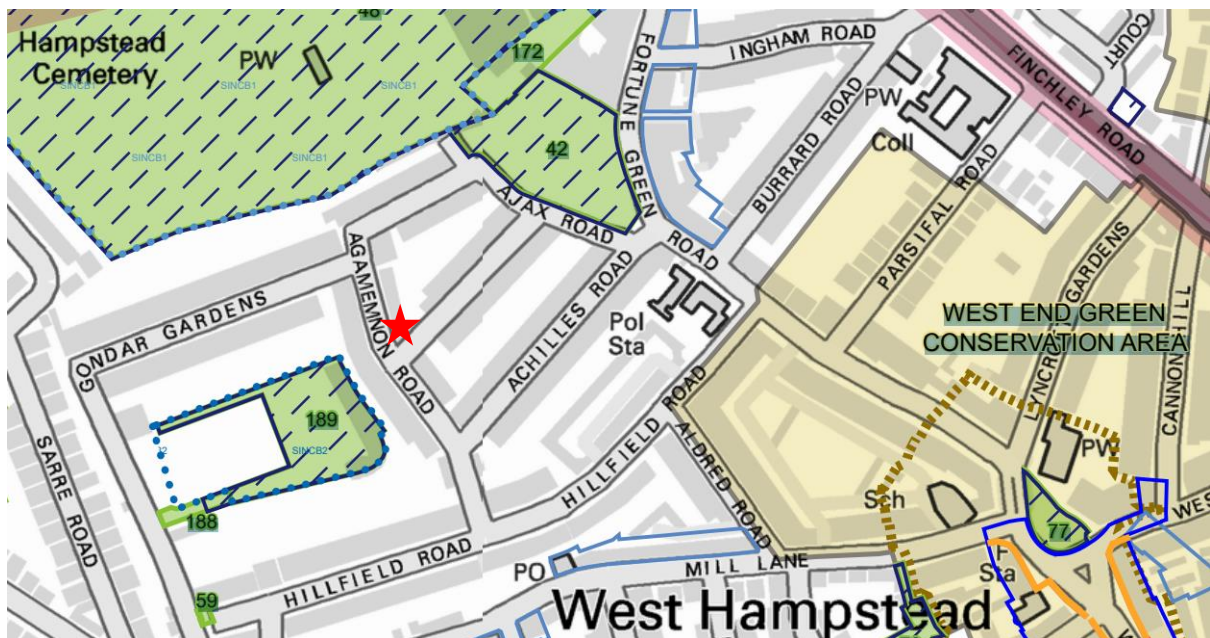 48
Hampstead
Cemetery
PW
SINCB1
SINCB1
SINCB1
SINCB1
172
42
FORTUNE GREEN
ROAD
INGHAM ROAD
BURRARD ROAD
PW
Coll
COURT
FINCHLEY ROAD
PARSIFAL ROAD
AJAX ROAD
AGAMEMNON ROAD
ACHILLES ROAD
Pol
Sta
GONDAR GARDENS
189
SINCB2
188
SARRE ROAD
59
HILLFIELD ROAD
HILLFIELD ROAD
ALDRED ROAD
WEST END GREEN
CONSERVATION AREA
LYNCROFT GARDENS
CANNON HILL
PW
Sch
77
WES
F
Sta
PO
MILL LANE
West Hampstead